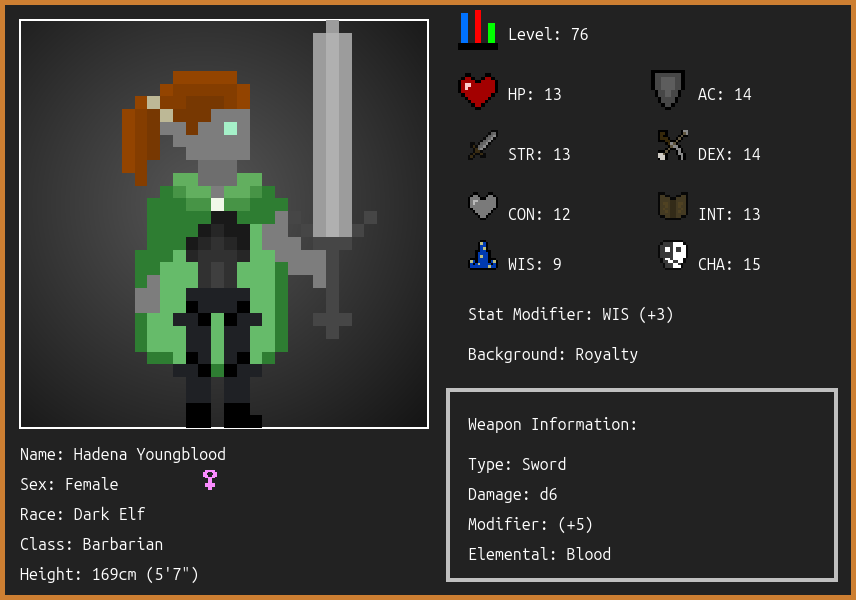 Level: 76
HP: 13 AC: 14
STR: 13 DEX: 14
CON: 12 INT: 13
WIS: 9 CHA: 15
Stat Modifier: WIS (+3)
Background: Royalty
Weapon Information:
Type: Sword
Damage: d6
Modifier: (+5)
Elemental: Blood
Name: Hadena Youngblood
Sex: Female
Race: Dark Elf
Class: Barbarian
Height: 169cm (5'7")